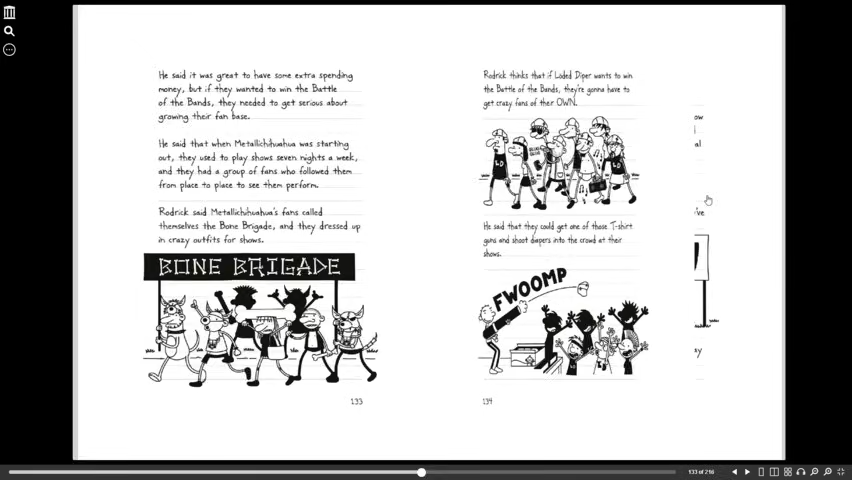 He said it was great to have some extra spending
money, but if they wanted to win the Battle
of the Bands, they needed to get serious about
growing their fan base.
He said that when Metallichihuahua was starting
out, they used to play shows seven nights a week,
and they had a group of fans who followed them
from place to place to see them perform.
Rodrick said Metallichihuahua's fans called
themselves the Bone Brigade, and they dressed up
in crazy outfits for shows.
BONE BRIGADE
133
Rodrick thinks that if Löded Diper wants to win
the Battle of the Bands, they're gonna have to
get crazy fans of their OWN.
LD
He said that they could get one of those T-shirt
guns and shoot diapers into the crowd at their
shows.
FWOOMP
134
133 of 216